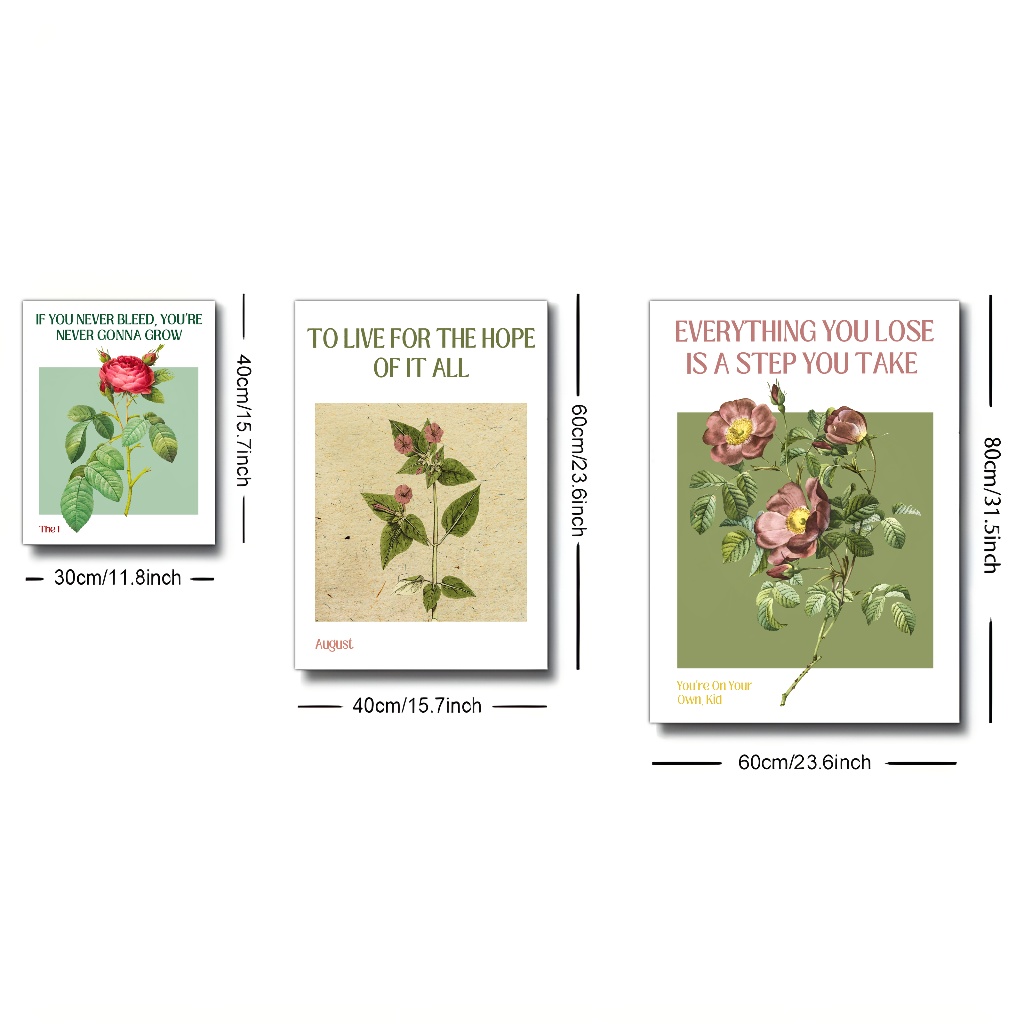 IF YOU NEVER BLEED, YOU'RE
NEVER GONNA GROW
The 1
40cm/15.7inch
30cm/11.8inch
TO LIVE FOR THE HOPE
OF IT ALL
August
60cm/23.6inch
40cm/15.7inch
EVERYTHING YOU LOSE
IS A STEP YOU TAKE
You're On Your
Own, Kid
80cm/31.5inch
60cm/23.6inch